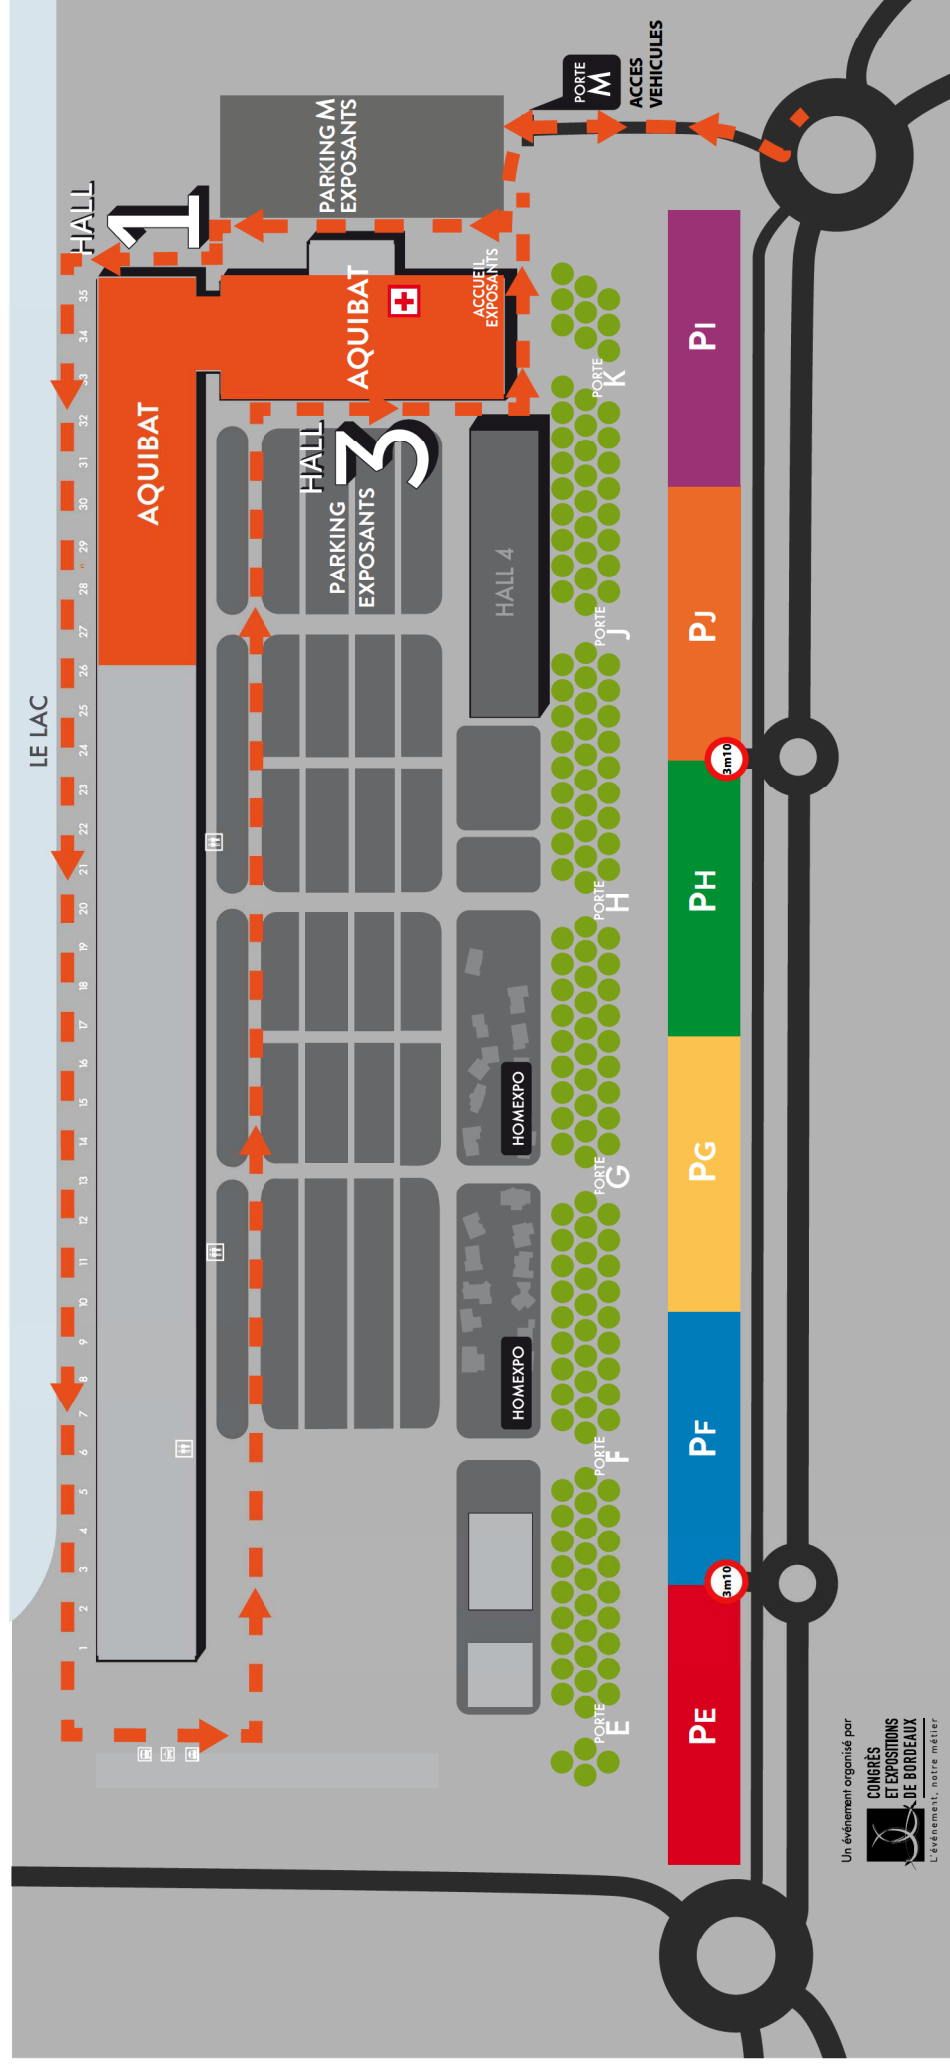 LE LAC
HALL
1
35
34
33
32
31
30
29
28
27
26
25
24
23
22
21
20
19
18
17
16
15
14
13
12
11
10
9
8
7
6
5
4
3
2
1
AQUIBAT
PARKING M
EXPOSANTS
AQUIBAT
ACCUEIL
EXPOSANTS
HALL
3
PARKING
EXPOSANTS
HALL 4
HOMEXPO
HOMEXPO
PORTE
M
ACCES
VEHICULES
PORTE
K
PORTE
J
PORTE
H
PORTE
G
PORTE
F
PORTE
E
PI
PJ
3m10
PH
PG
PF
3m10
PE
Un événement organisé par
CONGRÈS
ET EXPOSITIONS
DE BORDEAUX
L'événement, notre métier